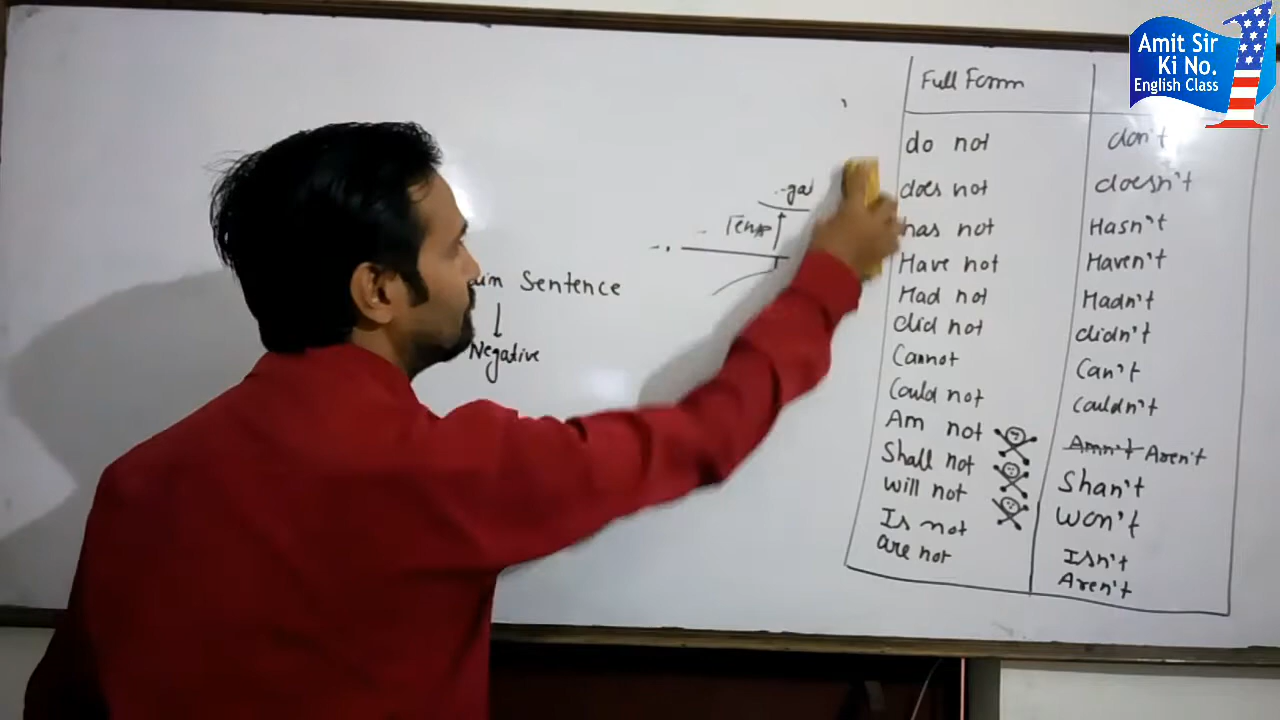 Amit Sir
Ki No.
English Class
1
Full Form
do not don't
does not doesn't
has not Hasn't
Have not Haven't
Had not Hadn't
did not didn't
Cannot Can't
Could not Couldn't
Am not Amn't Aren't
Shall not Shan't
will not Won't
Is not Isn't
are not Aren't
Sentence
Negative